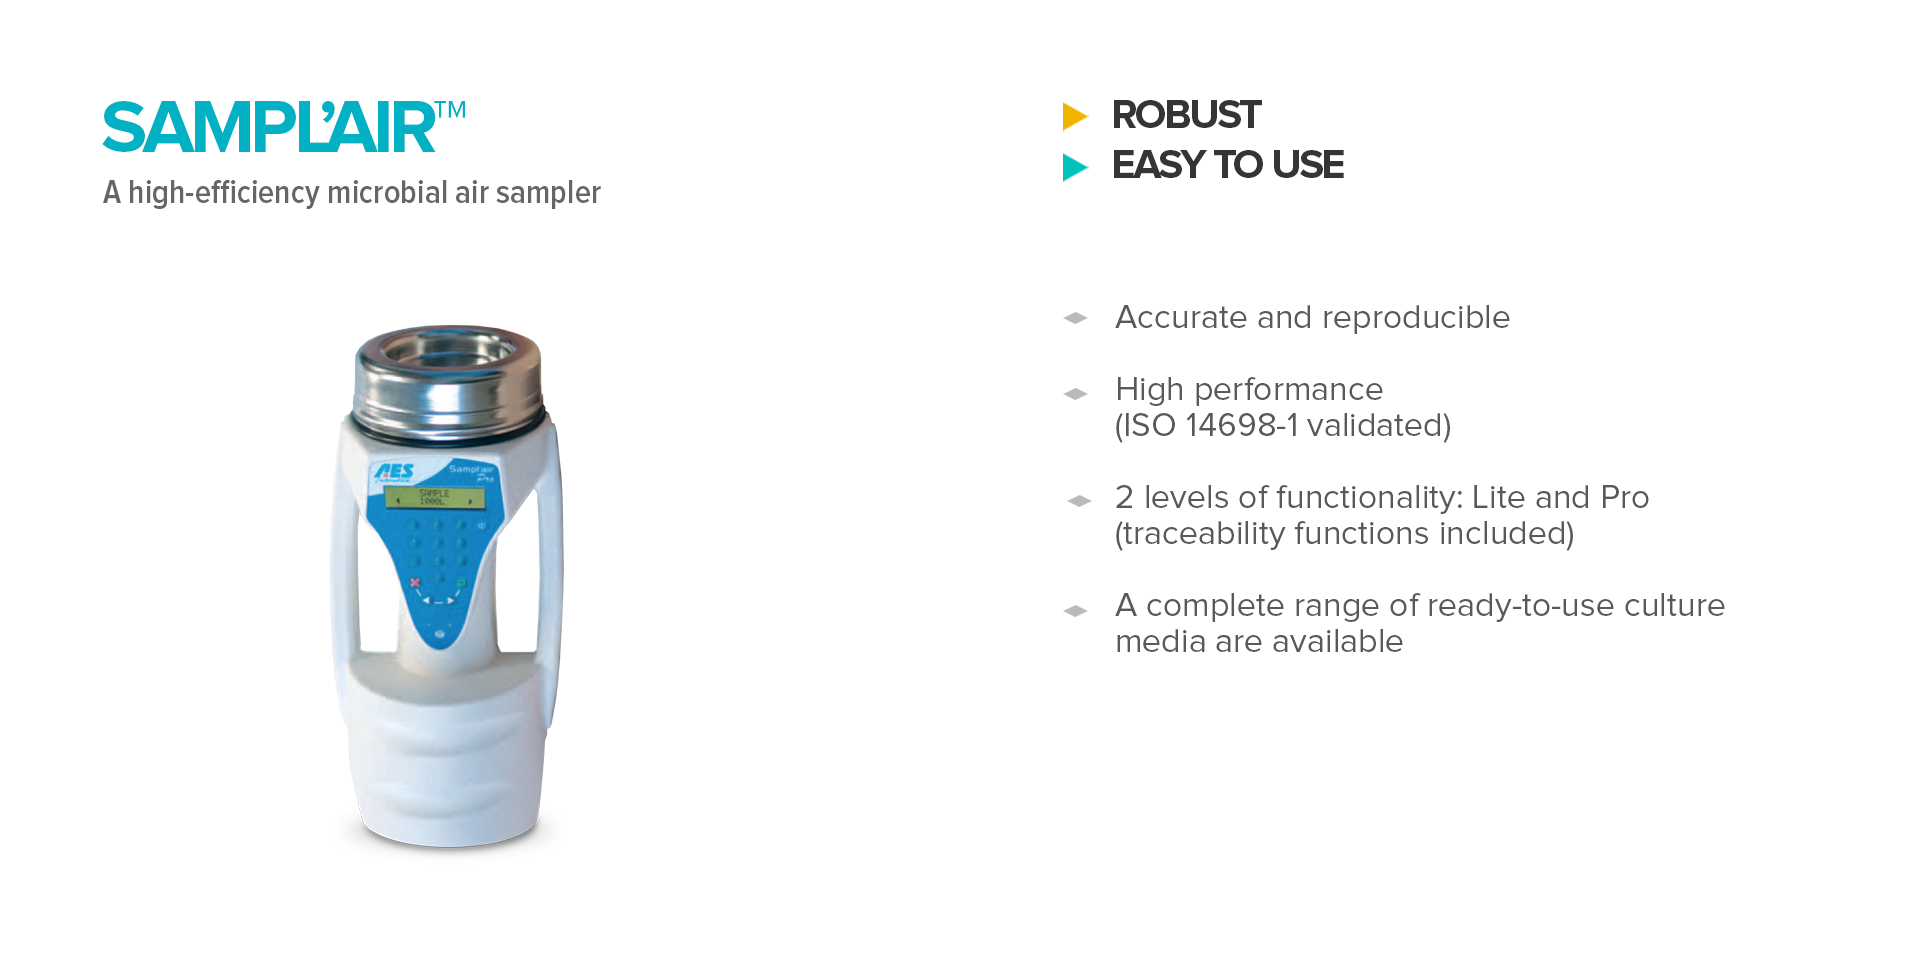 SAMPL'AIR™
A high-efficiency microbial air sampler
ROBUST
EASY TO USE
Accurate and reproducible
High performance
(ISO 14698-1 validated)
2 levels of functionality: Lite and Pro
(traceability functions included)
A complete range of ready-to-use culture
media are available
AES
Sampl'air
Pro
SAMPLE
1000L